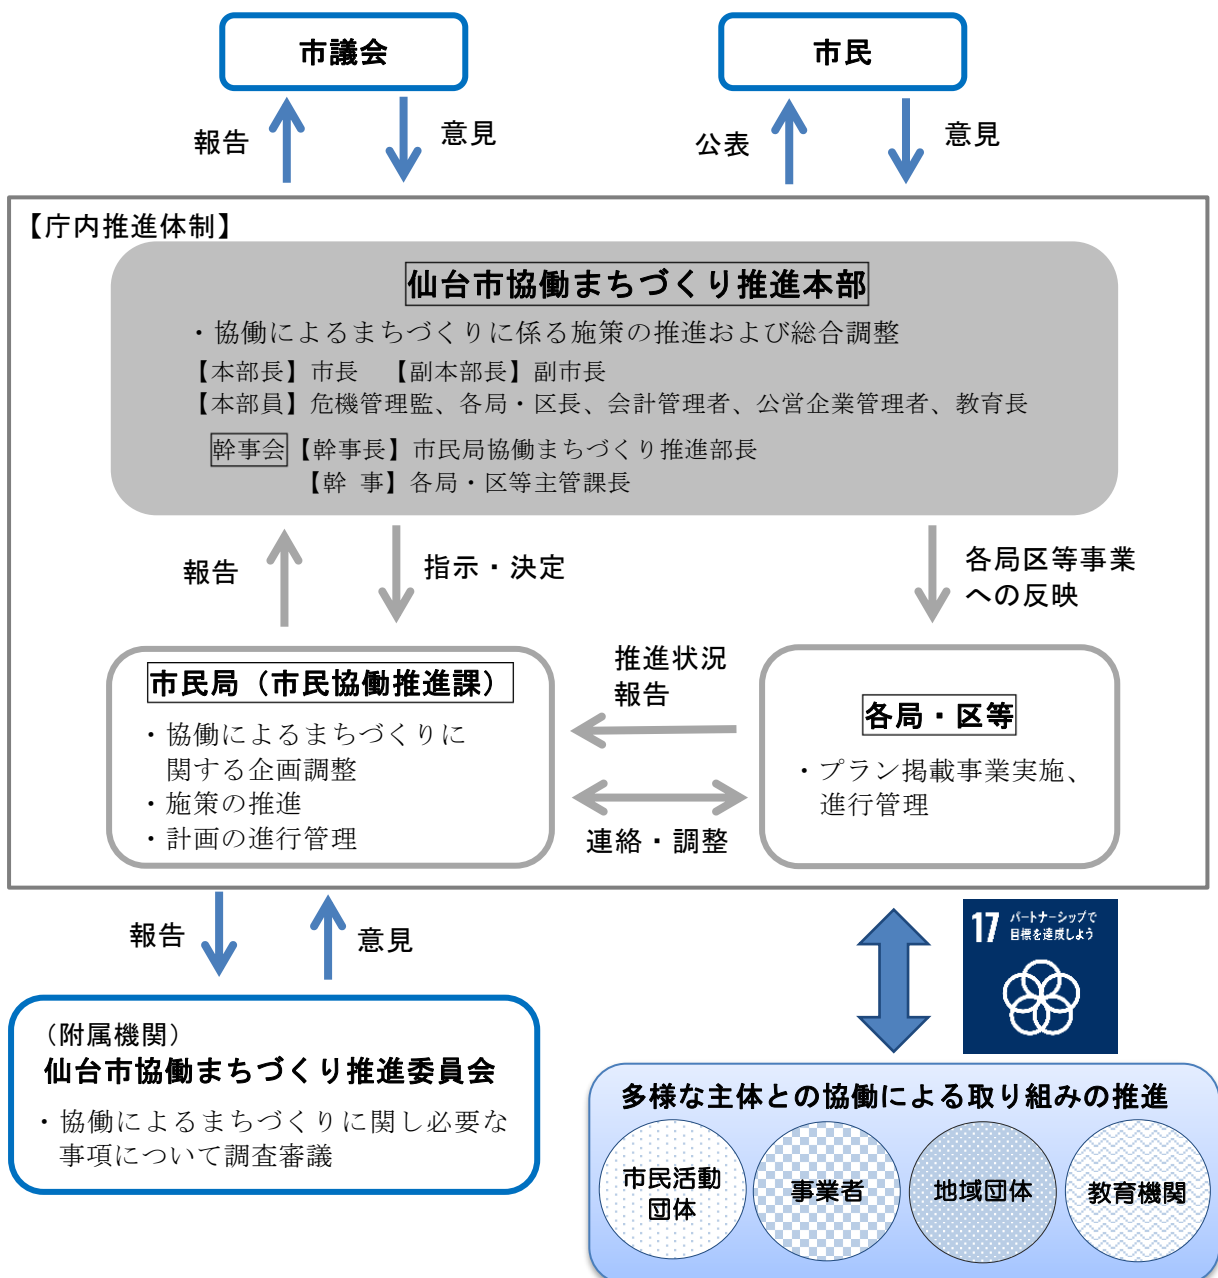 市議会
市民
報告
意見
公表
意見
【庁内推進体制】
仙台市協働まちづくり推進本部
・協働によるまちづくりに係る施策の推進および総合調整
【本部長】市長　【副本部長】副市長
【本部員】危機管理監、各局・区長、会計管理者、公営企業管理者、教育長
幹事会【幹事長】市民局協働まちづくり推進部長
【幹 事】各局・区等主管課長
報告
指示・決定
各局区等事業
への反映
市民局（市民協働推進課）
・協働によるまちづくりに
関する企画調整
・施策の推進
・計画の進行管理
推進状況
報告
連絡・調整
各局・区等
・プラン掲載事業実施、
進行管理
報告
意見
（附属機関）
仙台市協働まちづくり推進委員会
・協働によるまちづくりに関し必要な
事項について調査審議
17 パートナーシップで
目標を達成しよう
多様な主体との協働による取り組みの推進
市民活動
団体
事業者
地域団体
教育機関